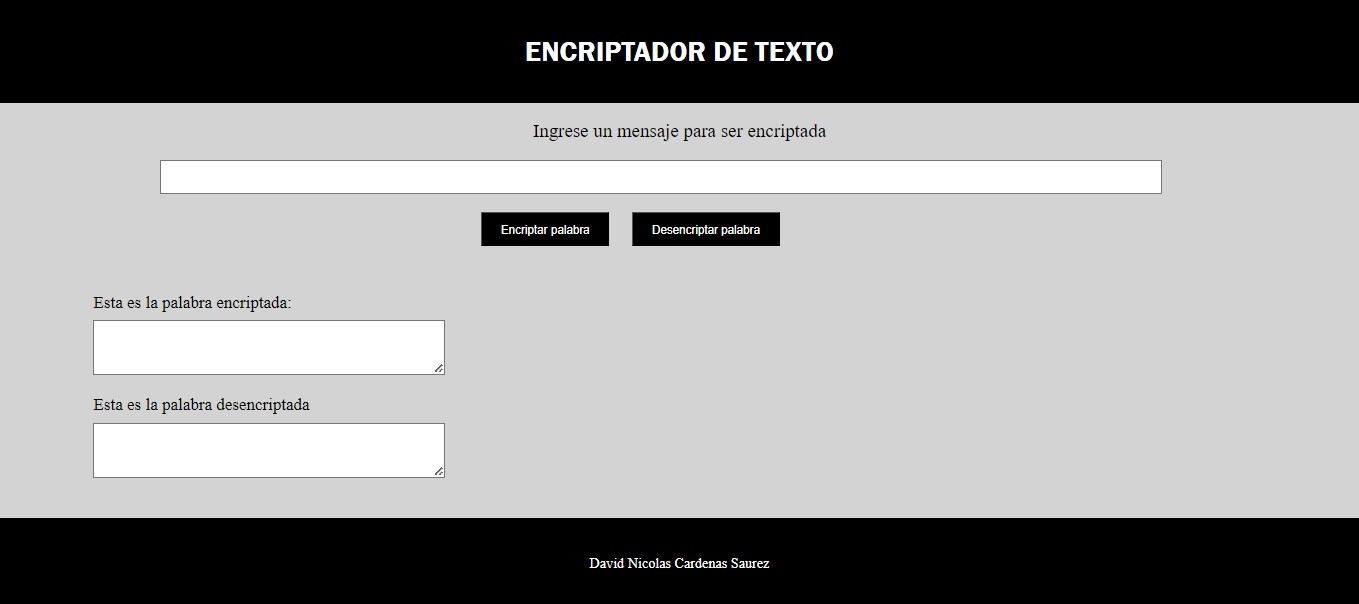 ENCRIPTADOR DE TEXTO
Ingrese un mensaje para ser encriptada
Encriptar palabra
Desencriptar palabra
Esta es la palabra encriptada:
Esta es la palabra desencriptada
David Nicolas Cardenas Saurez